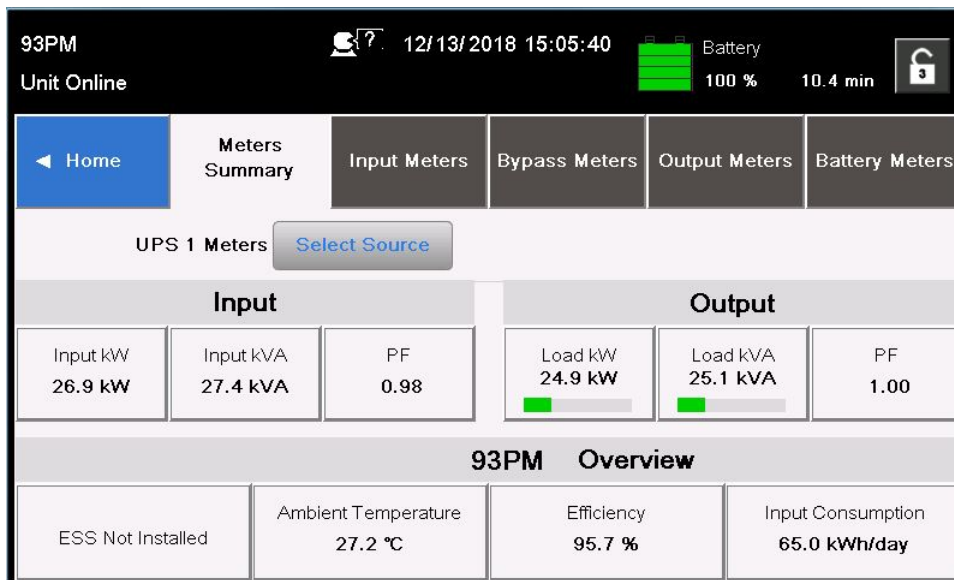 93PM
? 12/13/2018 15:05:40
Battery
Unit Online
100 % 10.4 min
3
◄ Home
Meters
Summary
Input Meters
Bypass Meters
Output Meters
Battery Meters
UPS 1 Meters Select Source
Input
Output
Input kW
26.9 kW
Input kVA
27.4 kVA
PF
0.98
Load kW
24.9 kW
Load kVA
25.1 kVA
PF
1.00
93PM Overview
ESS Not Installed
Ambient Temperature
27.2 °C
Efficiency
95.7 %
Input Consumption
65.0 kWh/day